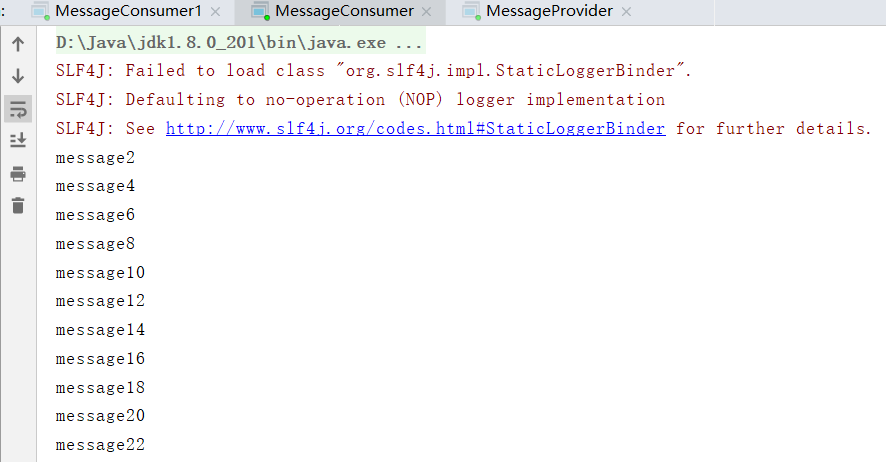 : MessageConsumer1 × MessageConsumer × MessageProvider ×
D:\Java\jdk1.8.0_201\bin\java.exe ...
SLF4J: Failed to load class "org.slf4j.impl.StaticLoggerBinder".
SLF4J: Defaulting to no-operation (NOP) logger implementation
SLF4J: See http://www.slf4j.org/codes.html#StaticLoggerBinder for further details.
message2
message4
message6
message8
message10
message12
message14
message16
message18
message20
message22